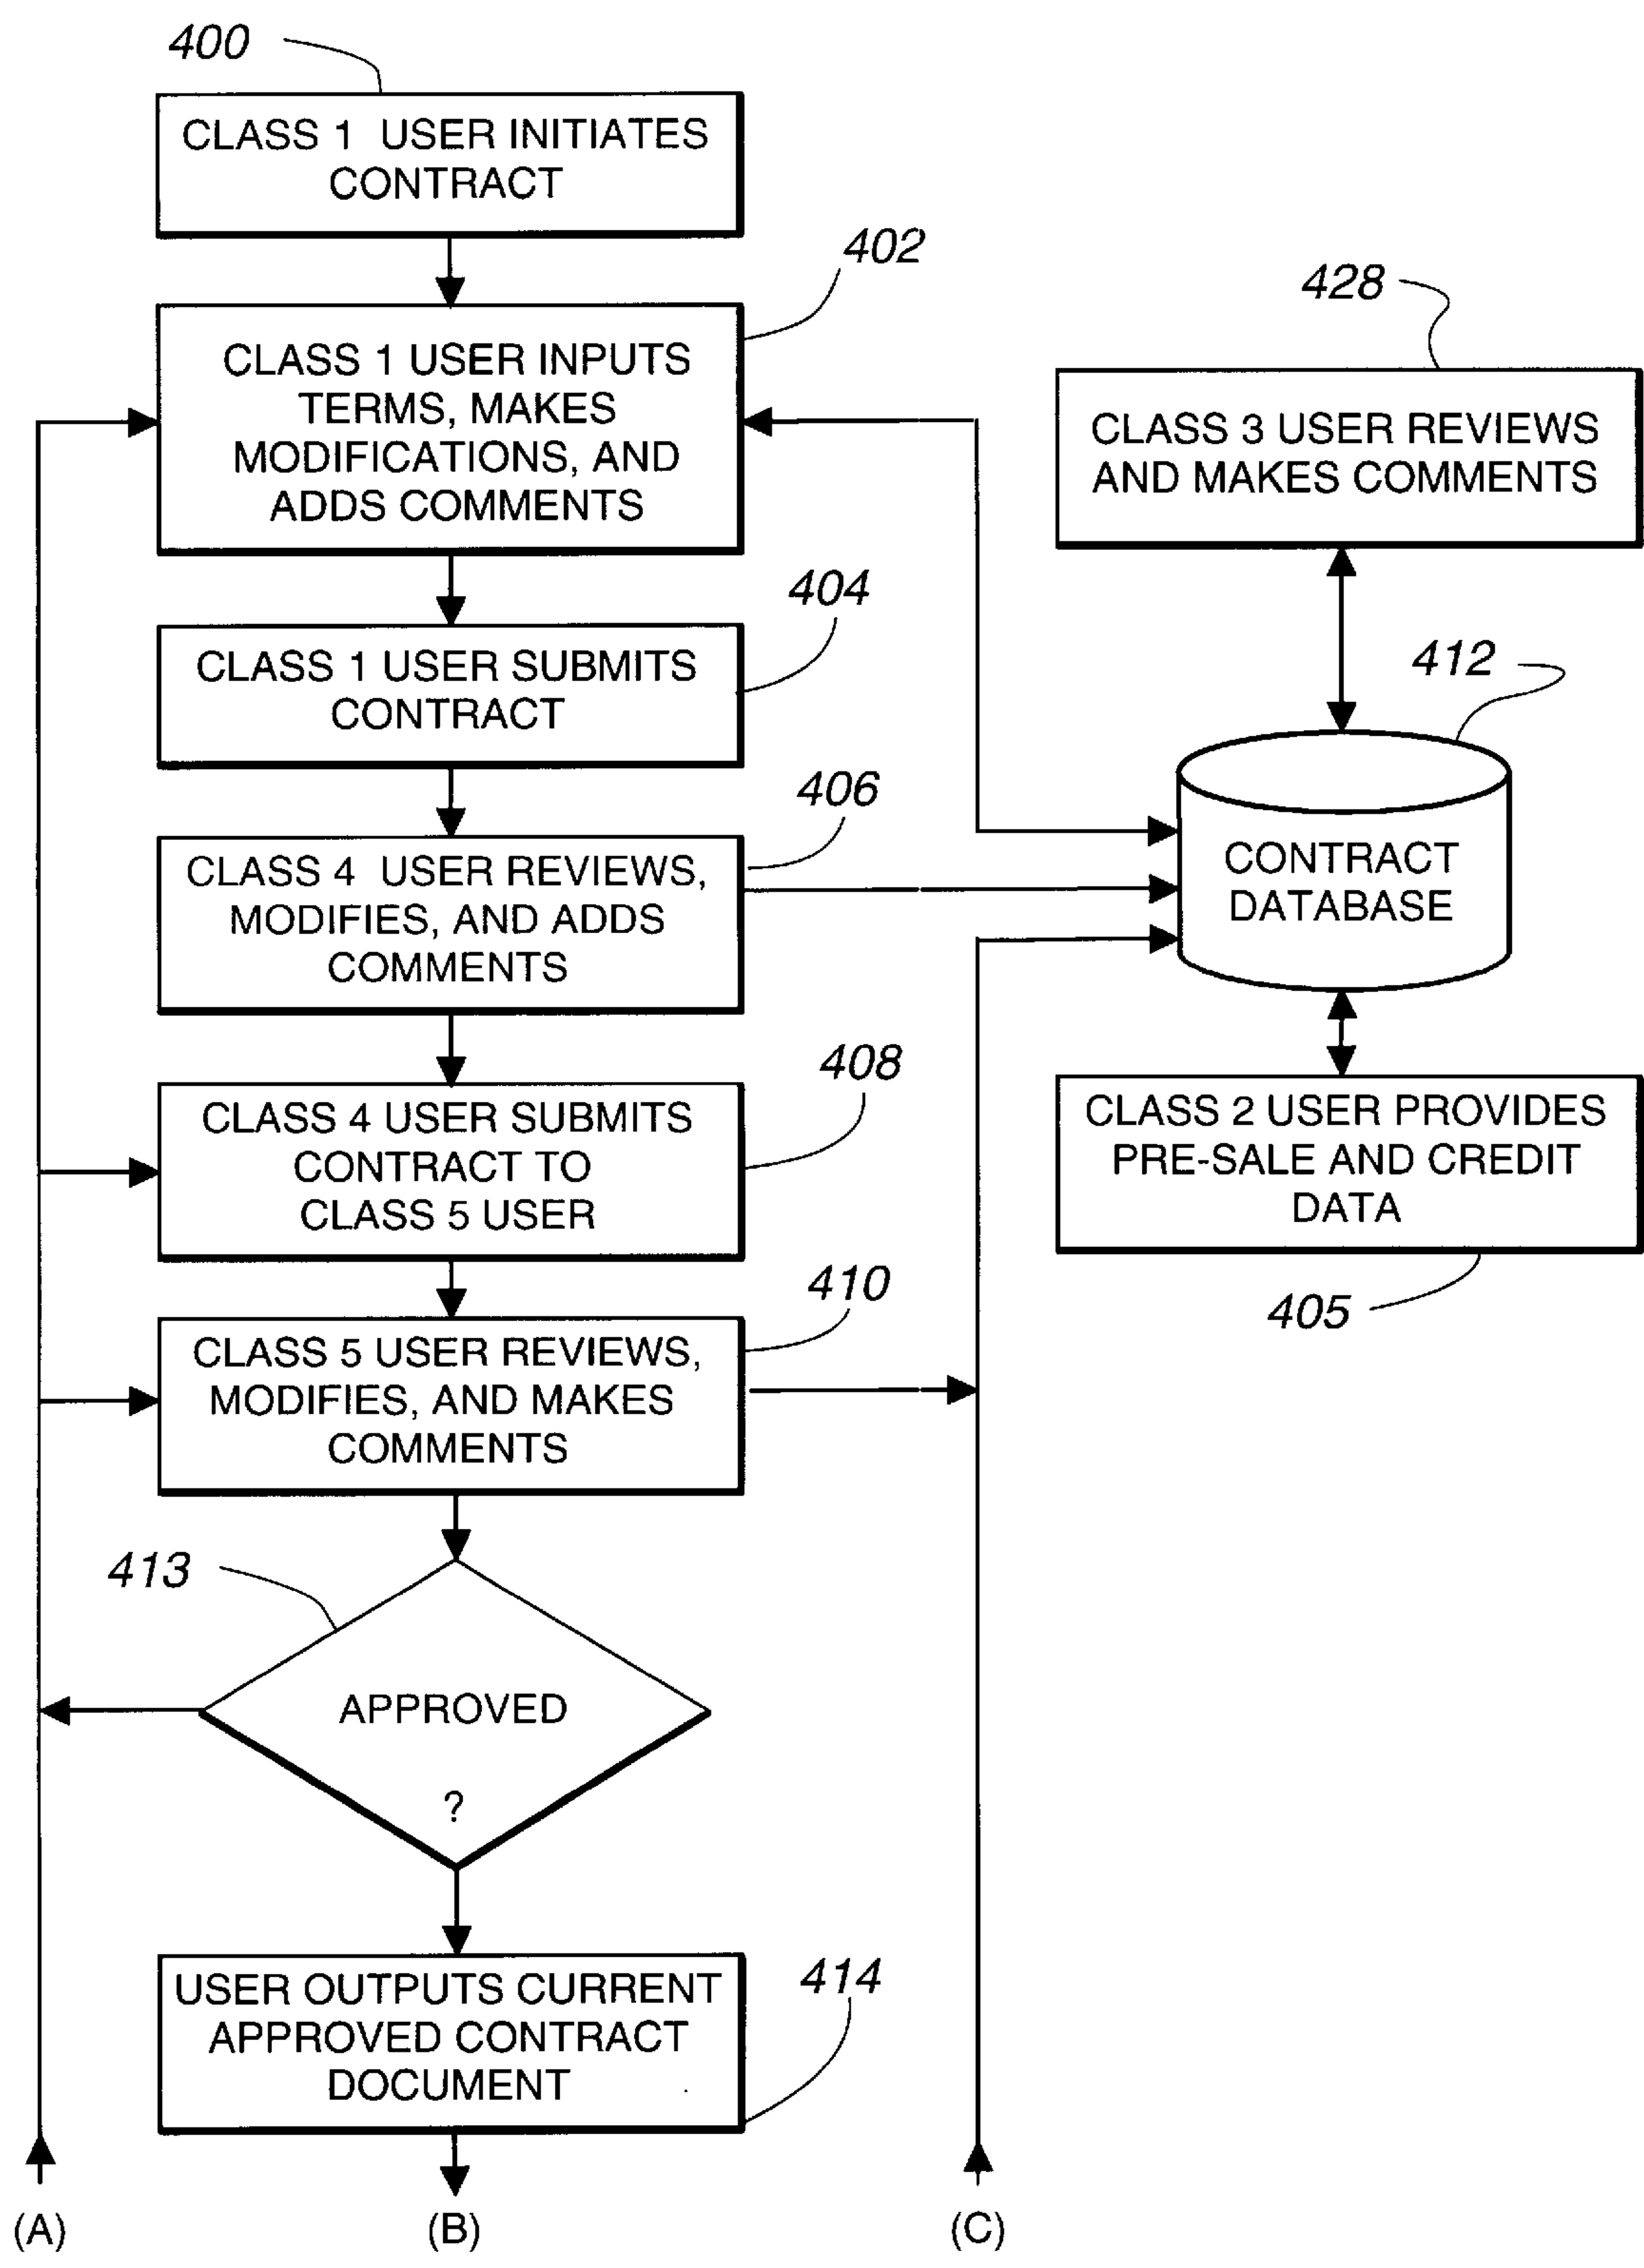 400
CLASS 1 USER INITIATES
CONTRACT
402
CLASS 1 USER INPUTS
TERMS, MAKES
MODIFICATIONS, AND
ADDS COMMENTS
404
CLASS 1 USER SUBMITS
CONTRACT
406
CLASS 4 USER REVIEWS,
MODIFIES, AND ADDS
COMMENTS
408
CLASS 4 USER SUBMITS
CONTRACT TO
CLASS 5 USER
410
CLASS 5 USER REVIEWS,
MODIFIES, AND MAKES
COMMENTS
413
APPROVED
?
414
USER OUTPUTS CURRENT
APPROVED CONTRACT
DOCUMENT
428
CLASS 3 USER REVIEWS
AND MAKES COMMENTS
412
CONTRACT
DATABASE
CLASS 2 USER PROVIDES
PRE-SALE AND CREDIT
DATA
405
(A)
(B)
(C)